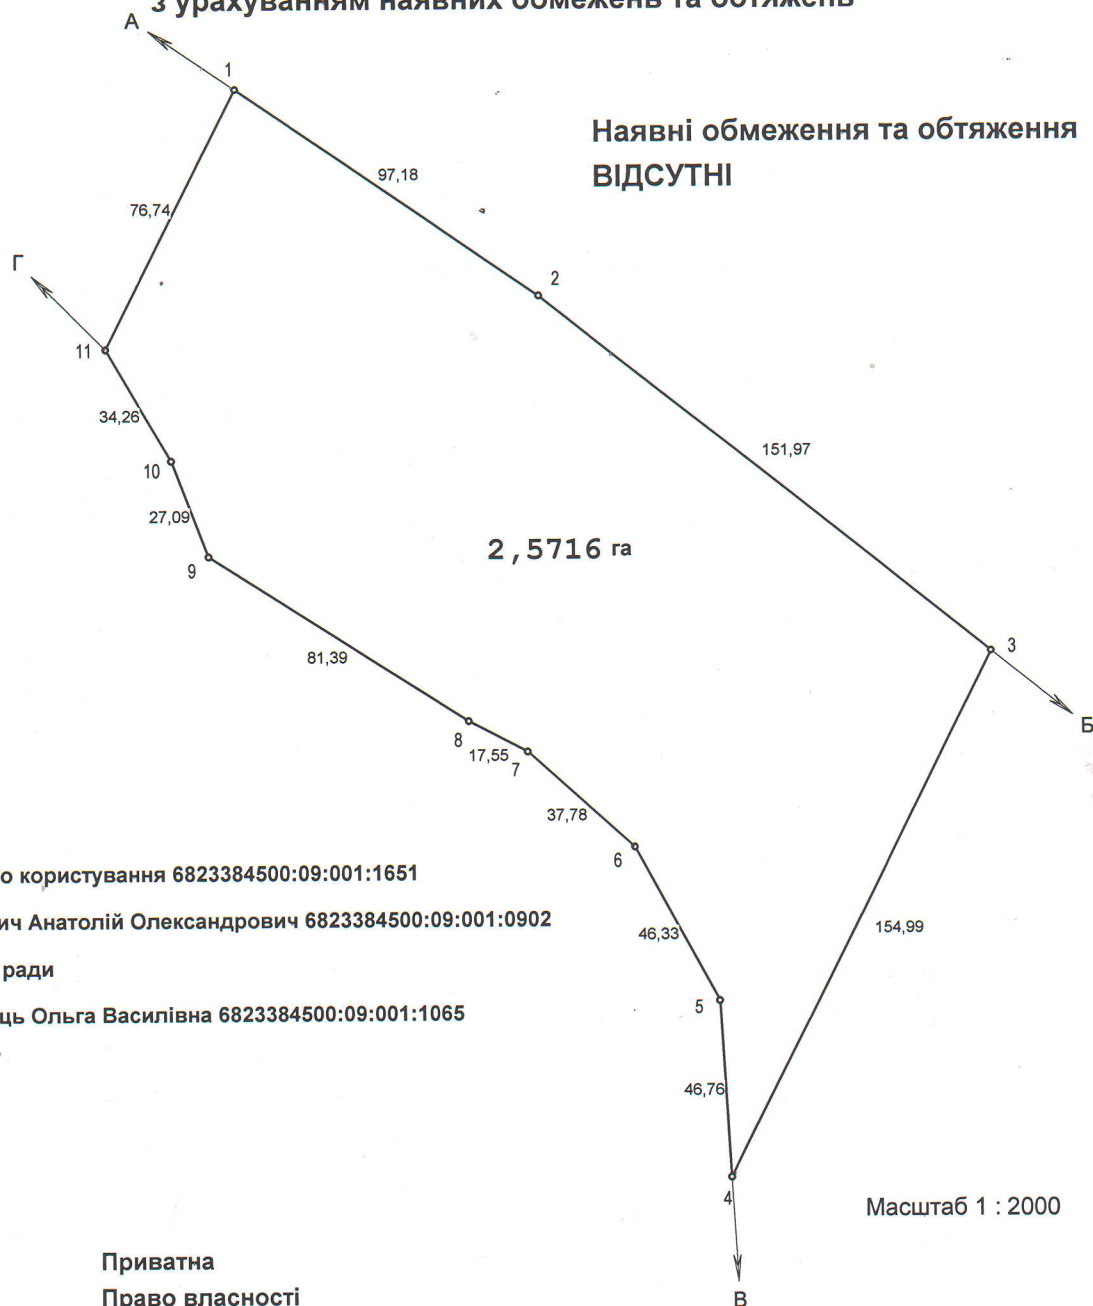 з урахуванням наявних обмежень та обтяжень
А
1
Наявні обмеження та обтяження
ВІДСУТНІ
97,18
76,74
Г
2
11
34,26
151,97
10
27,09
2,5716 га
9
3
81,39
Б
8
17,55
7
37,78
6
о користування 6823384500:09:001:1651
ич Анатолій Олександрович 6823384500:09:001:0902
154,99
46,33
ради
5
ць Ольга Василівна 6823384500:09:001:1065
46,76
4
Масштаб 1 : 2000
Приватна
Право власності
В